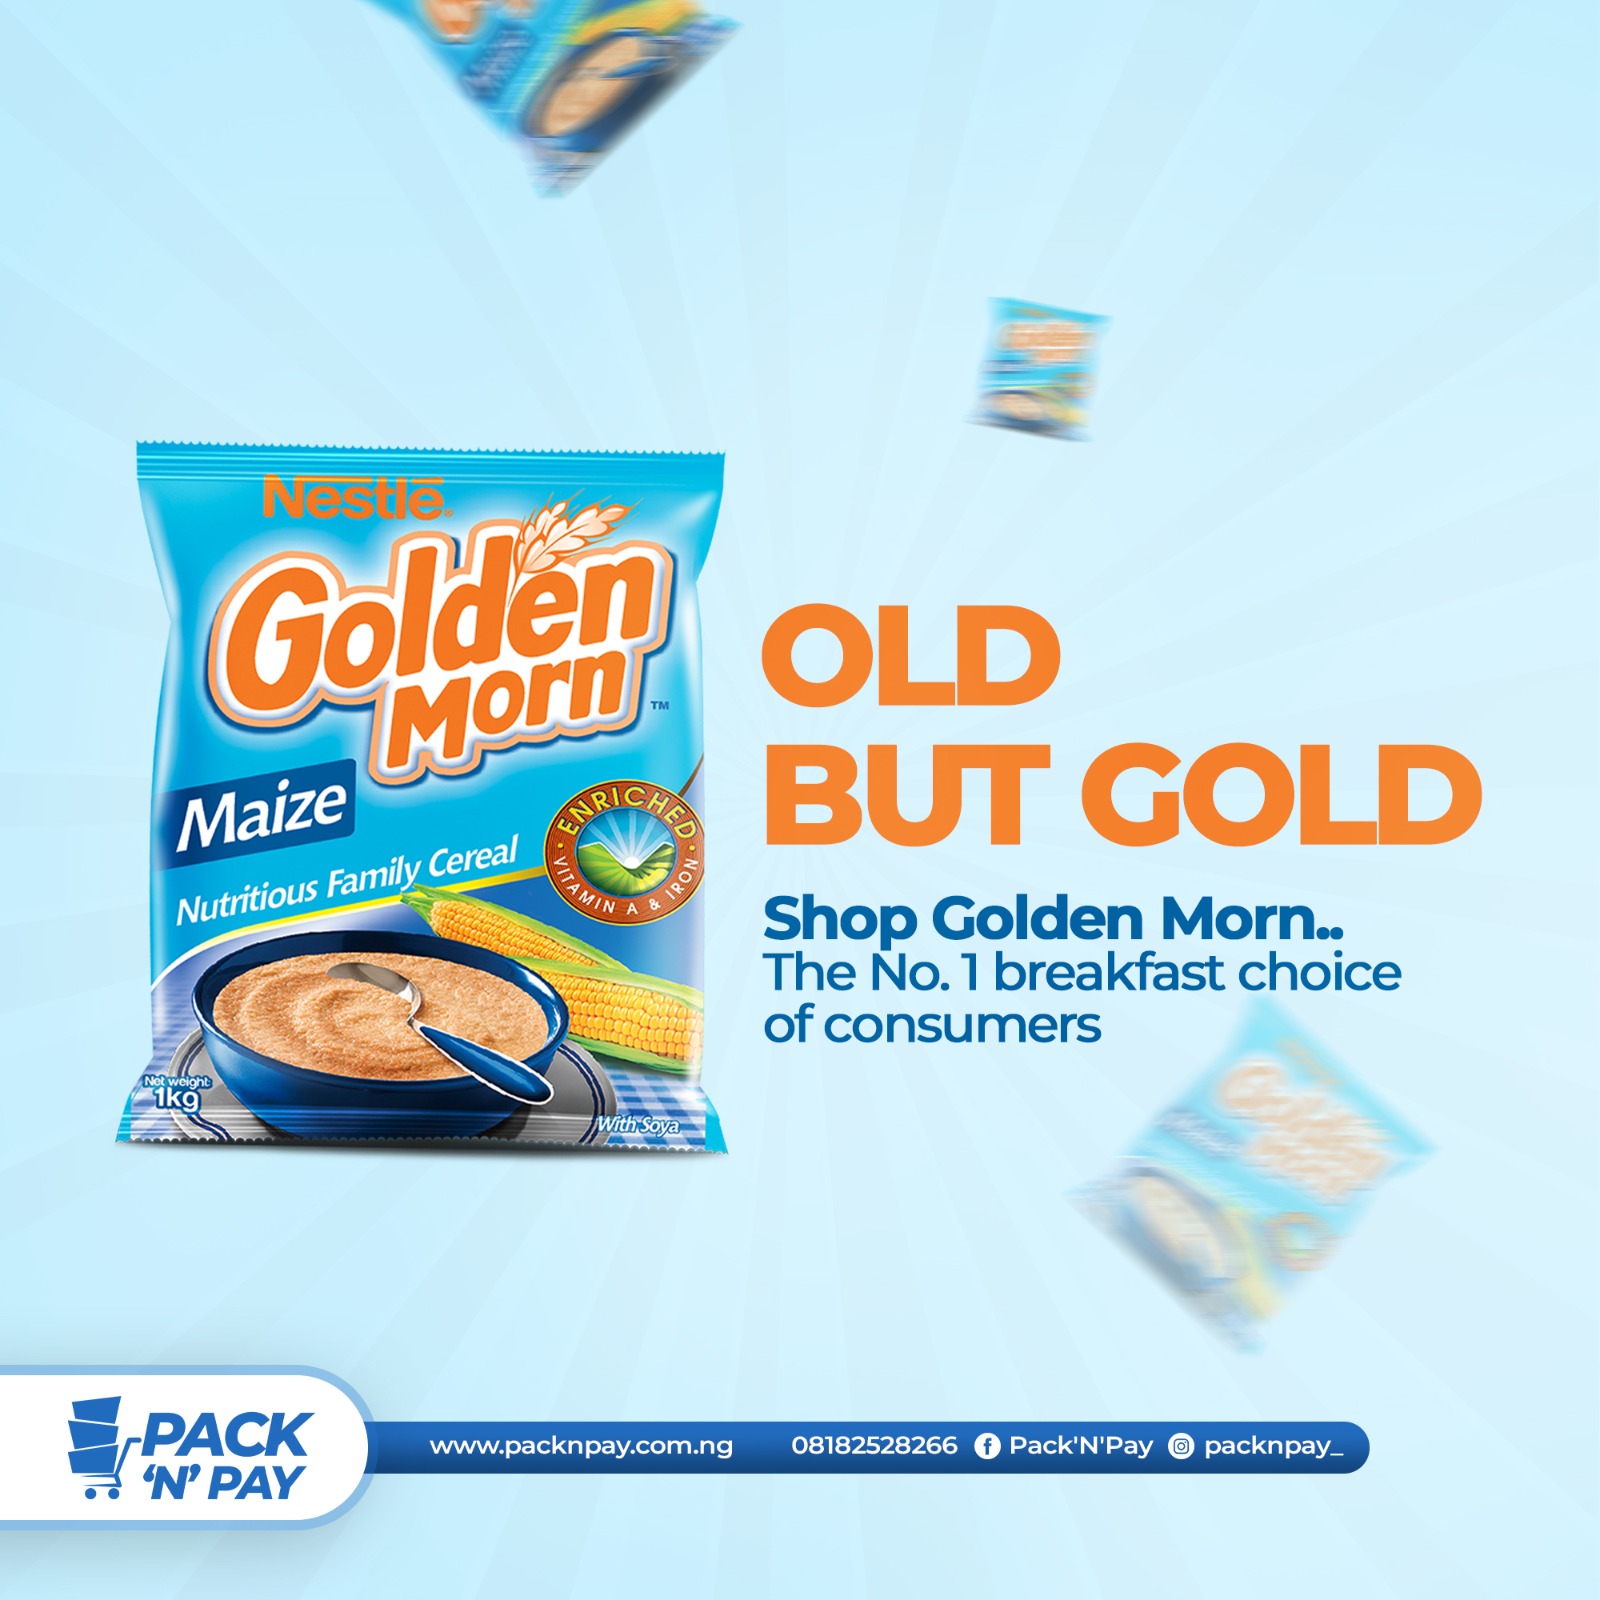 Nestlé
Golden
Morn
TM
Maize
Nutritious Family Cereal
ENRICHED
VITAMIN A & IRON
Net weight:
1kg
With Soya
OLD
BUT GOLD
Shop Golden Morn..
The No. 1 breakfast choice
of consumers
PACK
'N' PAY
www.packnpay.com.ng 08182528266 Pack'N'Pay packnpay_